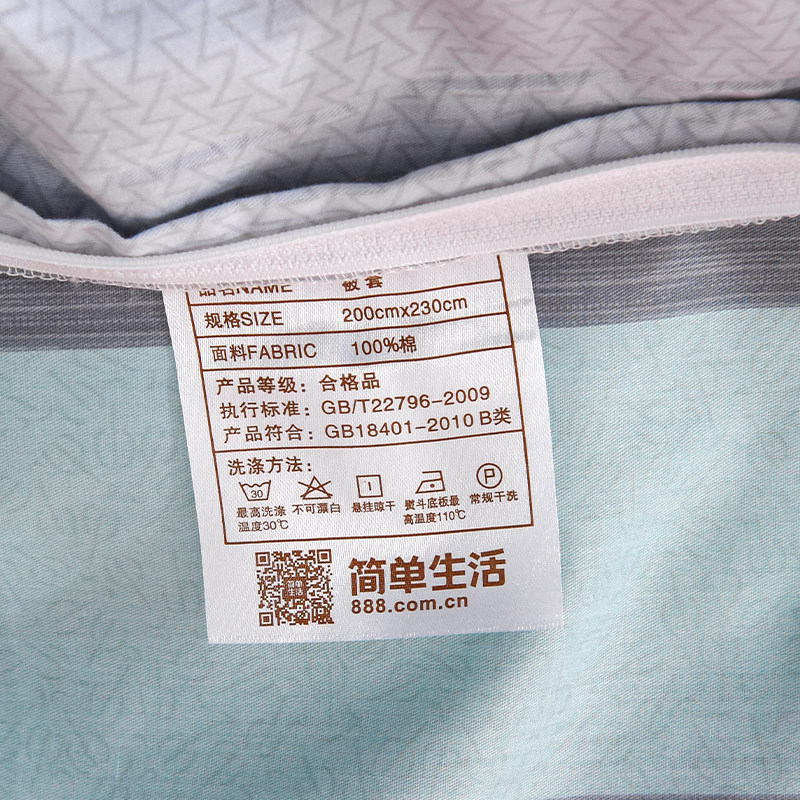 品名NAME 被套
规格SIZE 200cmx230cm
面料FABRIC 100%棉
产品等级：合格品
执行标准：GB/T22796-2009
产品符合：GB18401-2010 B类
洗涤方法：
30 P
最高洗涤 不可漂白 悬挂晾干 熨斗底板最 常规干洗
温度30℃ 高温度110℃
简单生活
简单
生活
888.com.cn